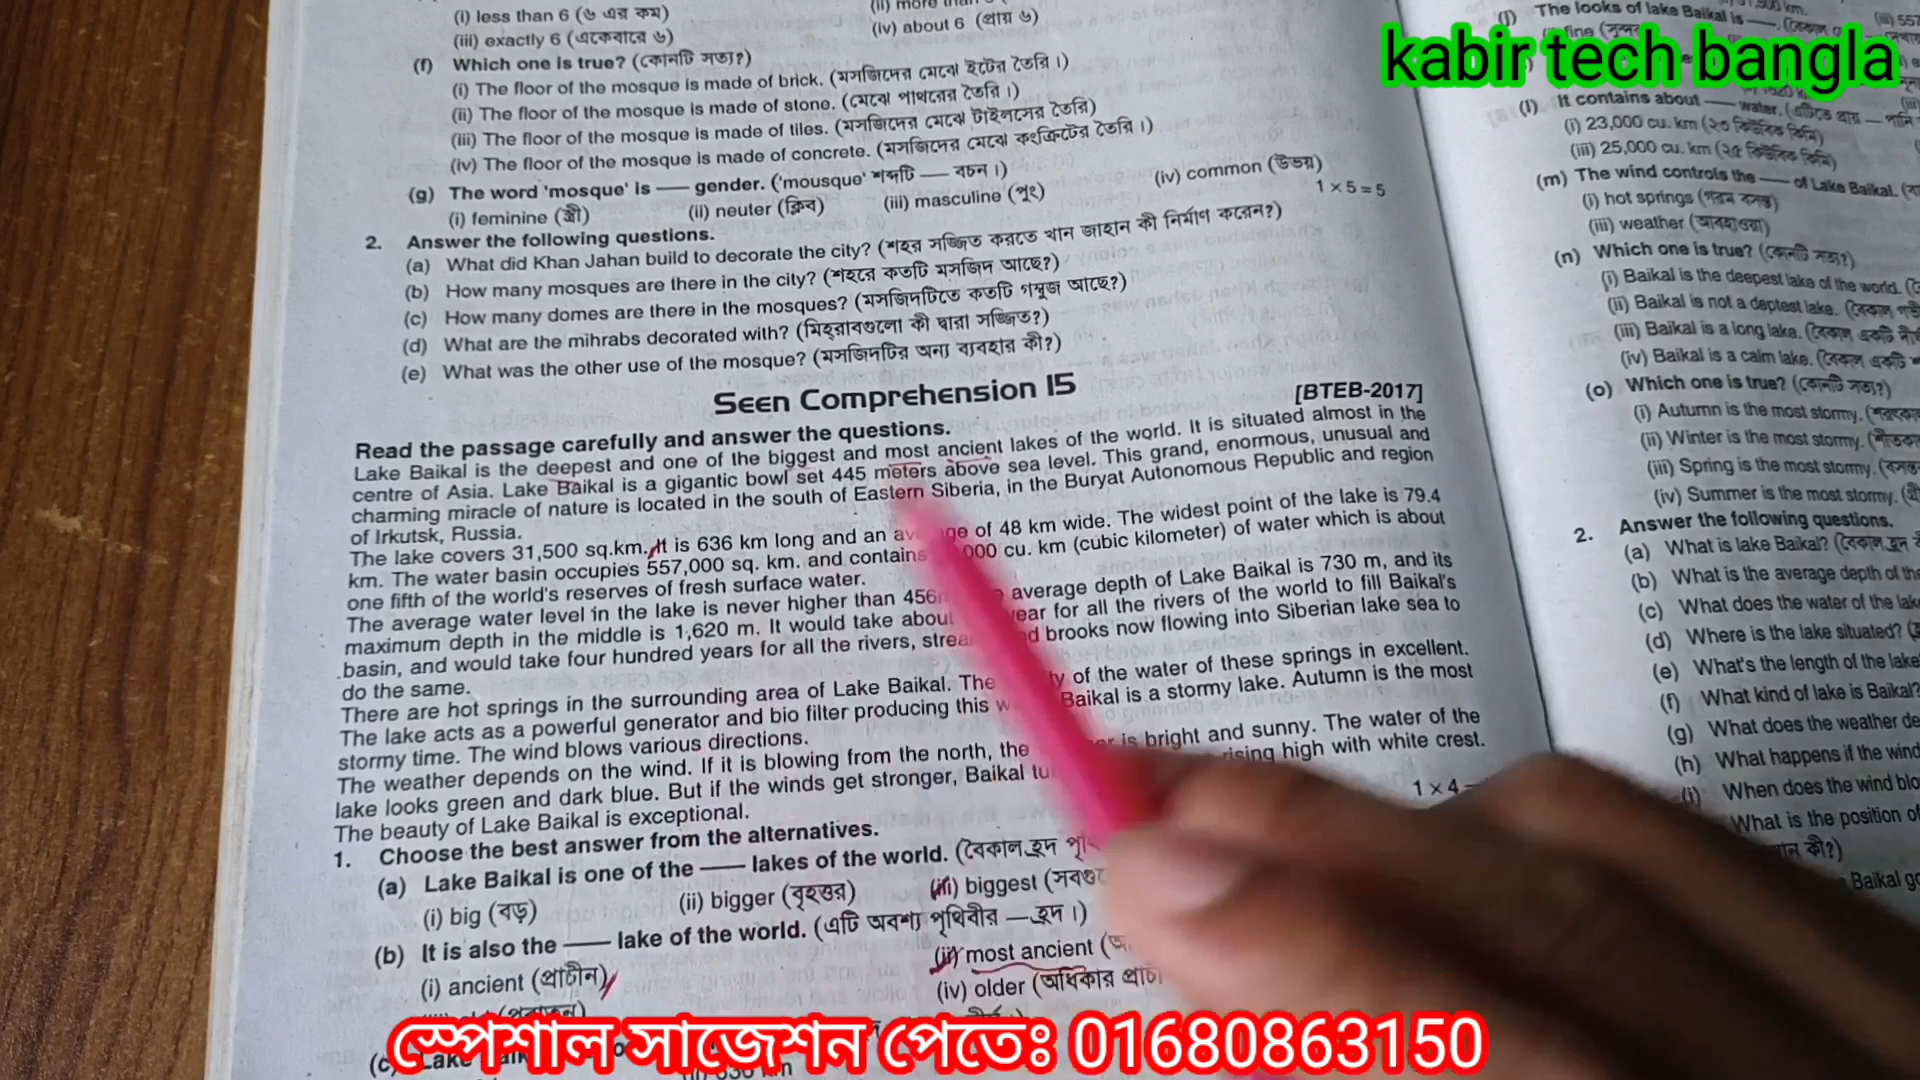 (i) less than 6 (৬ এর কম)
(iii) exactly 6 (একেবারে ৬)
(iv) about 6 (প্রায় ৬)
(f) Which one is true? (কোনটি সত্য?)
(i) The floor of the mosque is made of brick. (মসজিদের মেঝে ইটের তৈরি।)
(ii) The floor of the mosque is made of stone. (মেঝে পাথরের তৈরি।)
(iii) The floor of the mosque is made of tiles. (মসজিদের মেঝে টাইলসের তৈরি)
(iv) The floor of the mosque is made of concrete. (মসজিদের মেঝে কংক্রিটের তৈরি।)
(g) The word 'mosque' is — gender. ('mousque' শব্দটি — বচন।)
(i) feminine (স্ত্রী) (ii) neuter (ক্লিব) (iii) masculine (পুং) (iv) common (উভয়)
2. Answer the following questions. 1 × 5 = 5
(a) What did Khan Jahan build to decorate the city? (শহর সজ্জিত করতে খান জাহান কী নির্মাণ করেন?)
(b) How many mosques are there in the city? (শহরে কতটি মসজিদ আছে?)
(c) How many domes are there in the mosques? (মসজিদটিতে কতটি গম্বুজ আছে?)
(d) What are the mihrabs decorated with? (মিহরাবগুলো কী দ্বারা সজ্জিত?)
(e) What was the other use of the mosque? (মসজিদটির অন্য ব্যবহার কী?)
Seen Comprehension 15
[BTEB-2017]
Read the passage carefully and answer the questions.
Lake Baikal is the deepest and one of the biggest and most ancient lakes of the world. It is situated almost in the
centre of Asia. Lake Baikal is a gigantic bowl set 445 meters above sea level. This grand, enormous, unusual and
charming miracle of nature is located in the south of Eastern Siberia, in the Buryat Autonomous Republic and region
of Irkutsk, Russia.
The lake covers 31,500 sq.km. It is 636 km long and an of 48 km wide. The widest point of the lake is 79.4
km. The water basin occupies 557,000 sq. km. and contains 000 cu. km (cubic kilometer) of water which is about
one fifth of the world's reserves of fresh surface water.
The average water level in the lake is never higher than 456 average depth of Lake Baikal is 730 m, and its
maximum depth in the middle is 1,620 m. It would take about year for all the rivers of the world to fill Baikal's
basin, and would take four hundred years for all the rivers, brooks now flowing into Siberian lake sea to
do the same.
There are hot springs in the surrounding area of Lake Baikal. The of the water of these springs in excellent.
The lake acts as a powerful generator and bio filter producing this Baikal is a stormy lake. Autumn is the most
stormy time. The wind blows various directions.
The weather depends on the wind. If it is blowing from the north, the is bright and sunny. The water of the
lake looks green and dark blue. But if the winds get stronger, Baikal rising high with white crest.
The beauty of Lake Baikal is exceptional.
1. Choose the best answer from the alternatives. 1 × 4
(a) Lake Baikal is one of the — lakes of the world. (বৈকাল হ্রদ
(i) big (বড়) (ii) bigger (বৃহত্তর) (iii) biggest
(b) It is also the — lake of the world. (এটি অবশ্য পৃথিবীর — হ্রদ।)
(i) ancient (প্রাচীন) (ii) most ancient
(iv) older (অধিকার
(c) Lake
(j) The looks of lake Baikal is —.
fine
(l) It contains about — water.
(i) 23,000 cu. km (২৩ কিউবিক কিমি)
(iii) 25,000 cu. km (২৫ কিউবিক কিমি)
(m) The wind controls the — of Lake Baikal.
(i) hot springs (গরম বসন্ত)
(iii) weather (আবহাওয়া)
(n) Which one is true? (কোনটি সত্য?)
(i) Baikal is the deepest lake of the world.
(ii) Baikal is not a deptest lake.
(iii) Baikal is a long lake. (বৈকাল একটি
(iv) Baikal is a calm lake. (বৈকাল একটি
(o) Which one is true? (কোনটি সত্য?)
(i) Autumn is the most stormy.
(ii) Winter is the most stormy.
(iii) Spring is the most stormy.
(iv) Summer is the most stormy.
2. Answer the following questions.
(a) What is lake Baikal? (বৈকাল হ্রদ
(b) What is the average depth of the
(c) What does the water of the lake
(d) Where is the lake situated?
(e) What's the length of the lake
(f) What kind of lake is Baikal?
(g) What does the weather de
(h) What happens if the wind
(i) When does the wind blo
What is the position of
কী?)
Baikal
kabir tech bangla
স্পেশাল সাজেশন পেতেঃ 01680863150